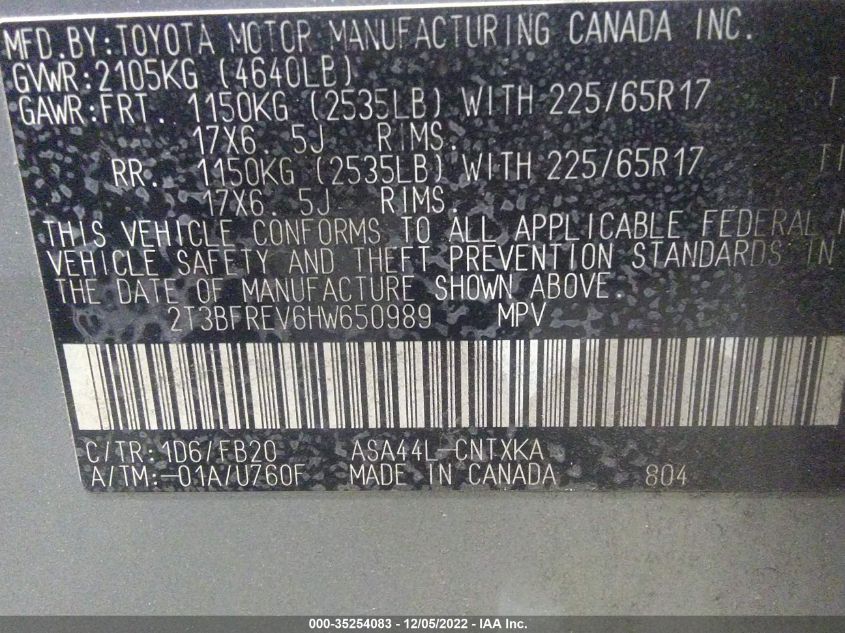 MFD.BY:TOYOTA MOTOR MANUFACTURING CANADA INC.
GVWR:2105KG (4640LB)
GAWR:FRT. 1150KG (2535LB) WITH 225/65R17 T
17X6. 5J RIMS.
RR. 1150KG (2535LB) WITH 225/65R17 TI
17X6. 5J RIMS.
THIS VEHICLE CONFORMS TO ALL APPLICABLE FEDERAL M
VEHICLE SAFETY AND THEFT PREVENTION STANDARDS IN
THE DATE OF MANUFACTURE SHOWN ABOVE.
2T3BFREV6HW650989 MPV
C/TR:1D6/FB20 ASA44L-CNTXKA
A/TM:-01A/U760F MADE IN CANADA 804
000-35254083 - 12/05/2022 - IAA Inc.